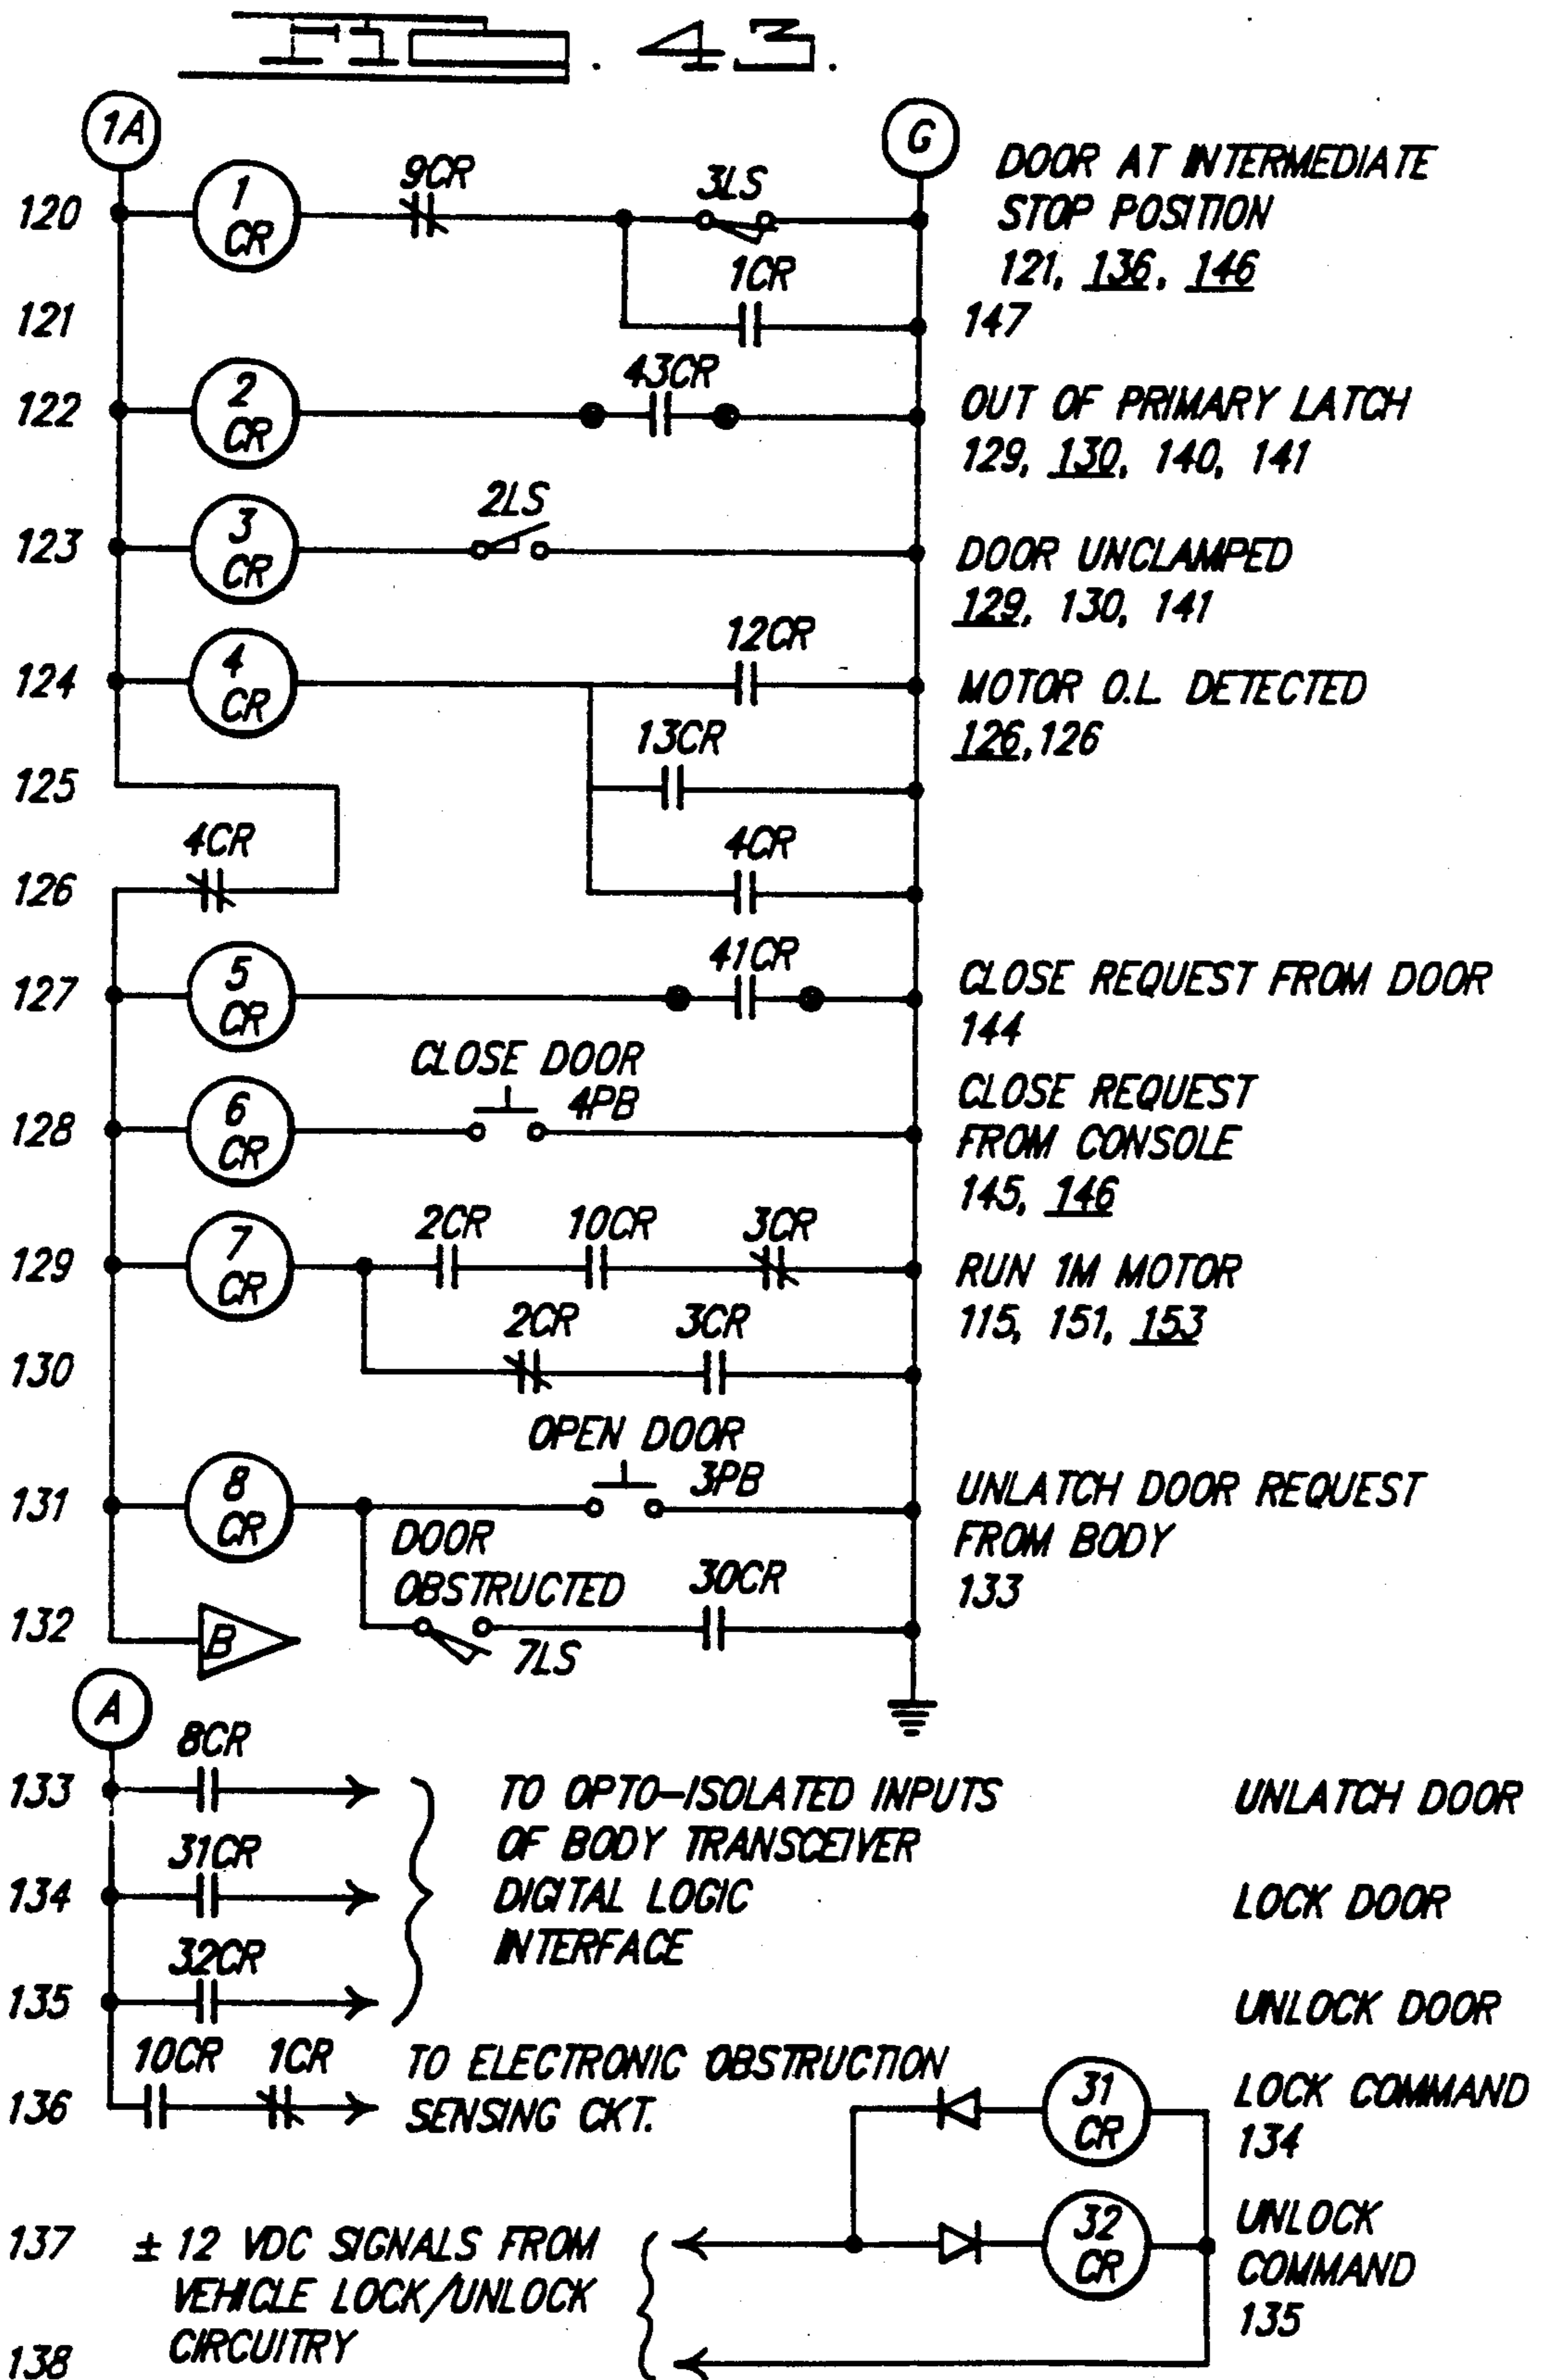 FIG. 43.
1A
G
120
1
CR
9CR
3LS
DOOR AT INTERMEDIATE
STOP POSITION
121, 136, 146
1CR
121
147
122
2
CR
43CR
OUT OF PRIMARY LATCH
129, 130, 140, 141
123
3
CR
2LS
DOOR UNCLAMPED
129, 130, 141
124
4
CR
12CR
MOTOR O.L. DETECTED
126,126
125
13CR
126
4CR
4CR
127
5
CR
41CR
CLOSE REQUEST FROM DOOR
144
CLOSE DOOR
128
6
CR
4PB
CLOSE REQUEST
FROM CONSOLE
145, 146
129
7
CR
2CR
10CR
3CR
RUN 1M MOTOR
115, 151, 153
130
2CR
3CR
OPEN DOOR
131
8
CR
3PB
UNLATCH DOOR REQUEST
FROM BODY
133
DOOR
OBSTRUCTED
132
B
7LS
30CR
A
133
8CR
TO OPTO-ISOLATED INPUTS
OF BODY TRANSCEIVER
DIGITAL LOGIC
INTERFACE
UNLATCH DOOR
134
31CR
LOCK DOOR
135
32CR
UNLOCK DOOR
136
10CR
1CR
TO ELECTRONIC OBSTRUCTION
SENSING CKT.
31
CR
LOCK COMMAND
134
137
± 12 VDC SIGNALS FROM
VEHICLE LOCK/UNLOCK
CIRCUITRY
32
CR
UNLOCK
COMMAND
135
138